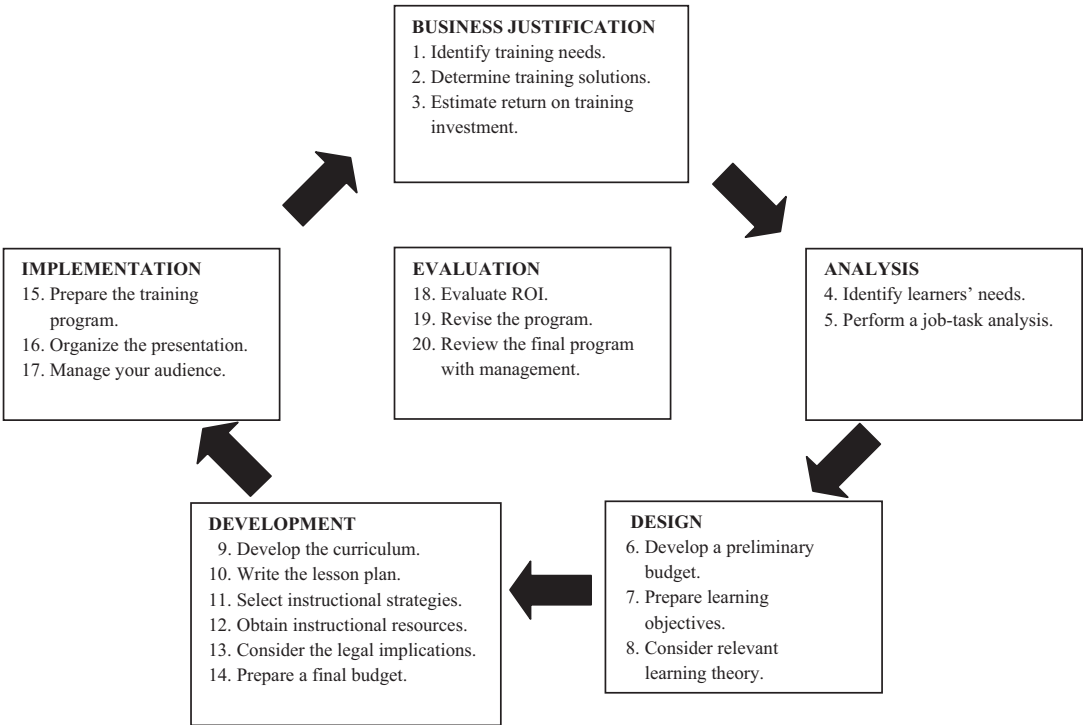 BUSINESS JUSTIFICATION
1. Identify training needs.
2. Determine training solutions.
3. Estimate return on training
investment.
IMPLEMENTATION
15. Prepare the training
program.
16. Organize the presentation.
17. Manage your audience.
EVALUATION
18. Evaluate ROI.
19. Revise the program.
20. Review the final program
with management.
ANALYSIS
4. Identify learners’ needs.
5. Perform a job-task analysis.
DEVELOPMENT
9. Develop the curriculum.
10. Write the lesson plan.
11. Select instructional strategies.
12. Obtain instructional resources.
13. Consider the legal implications.
14. Prepare a final budget.
DESIGN
6. Develop a preliminary
budget.
7. Prepare learning
objectives.
8. Consider relevant
learning theory.